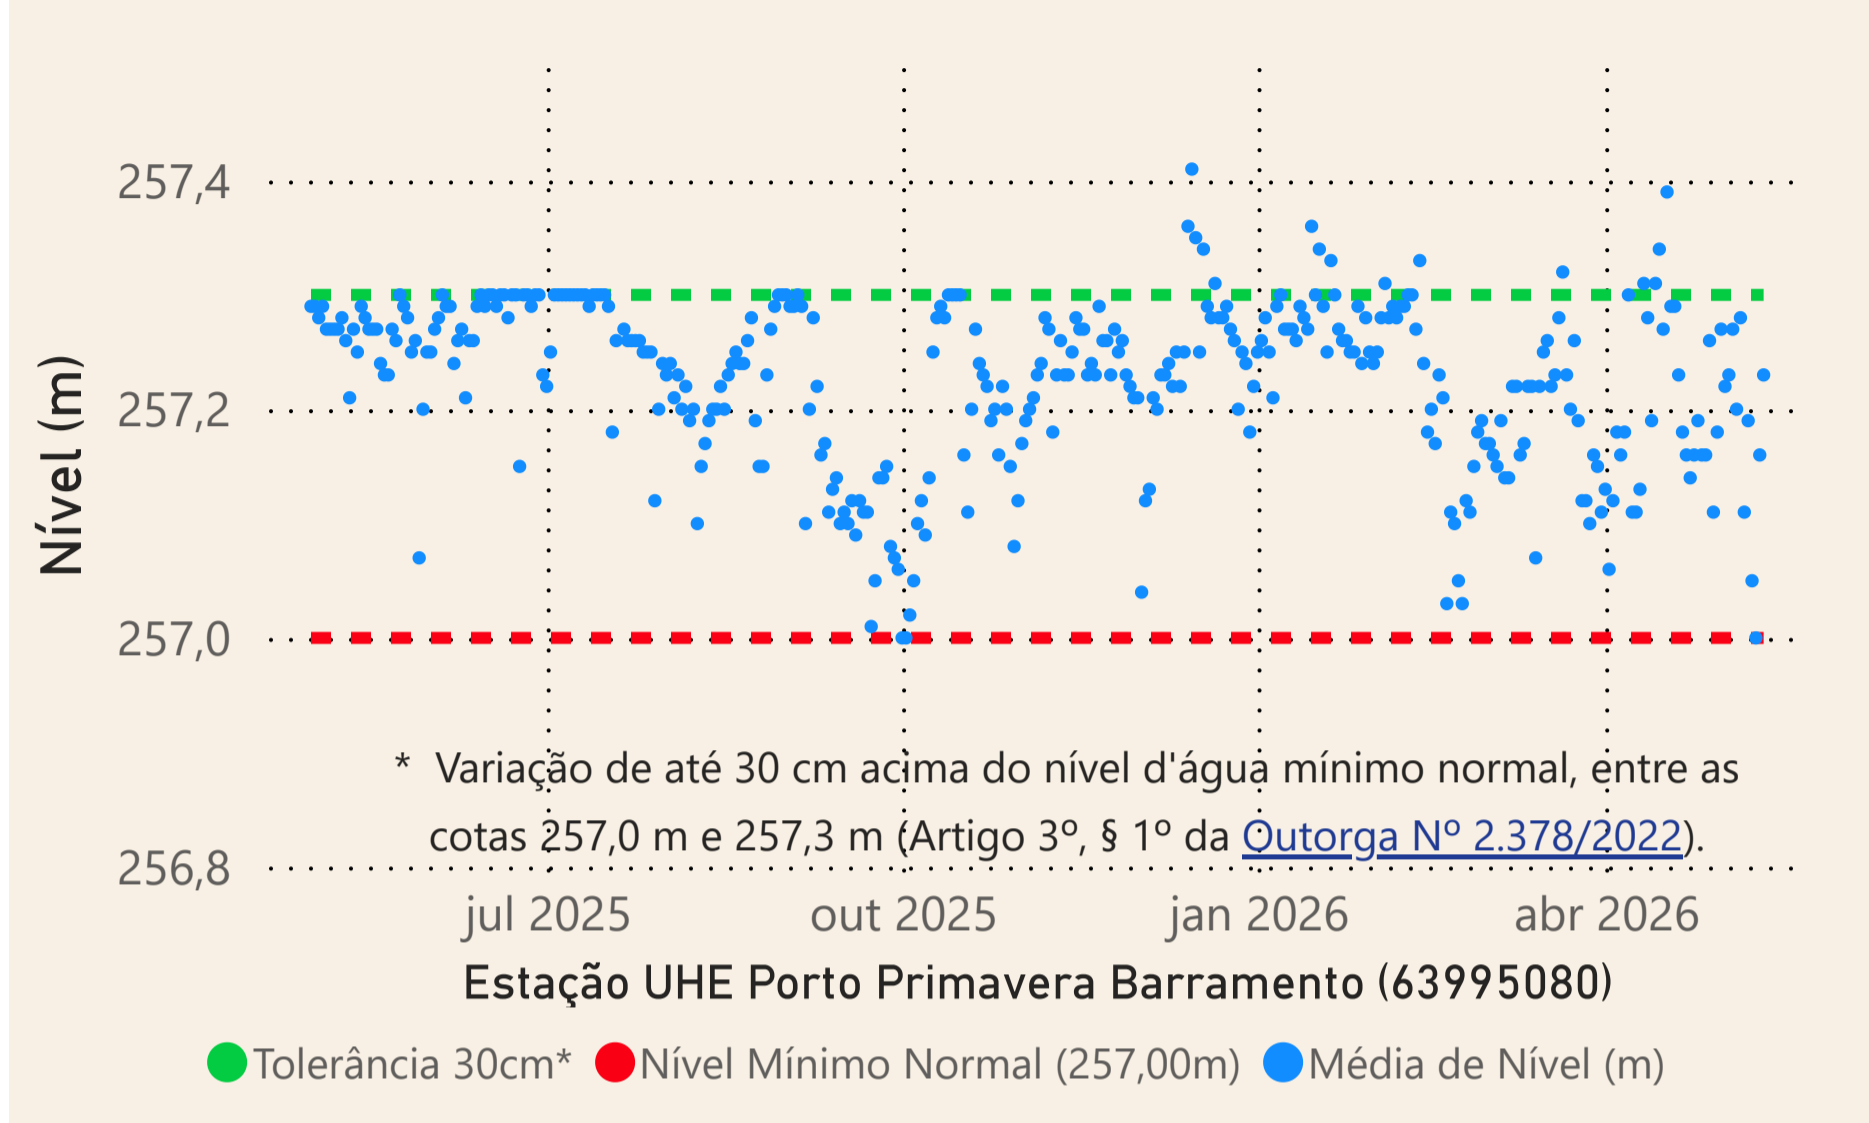 257,4
257,2
Nível (m)
257,0
* Variação de até 30 cm acima do nível d'água mínimo normal, entre as
cotas 257,0 m e 257,3 m (Artigo 3º, § 1º da Outorga Nº 2.378/2022).
256,8
jul 2025 out 2025 jan 2026 abr 2026
Estação UHE Porto Primavera Barramento (63995080)
Tolerância 30cm* Nível Mínimo Normal (257,00m) Média de Nível (m)